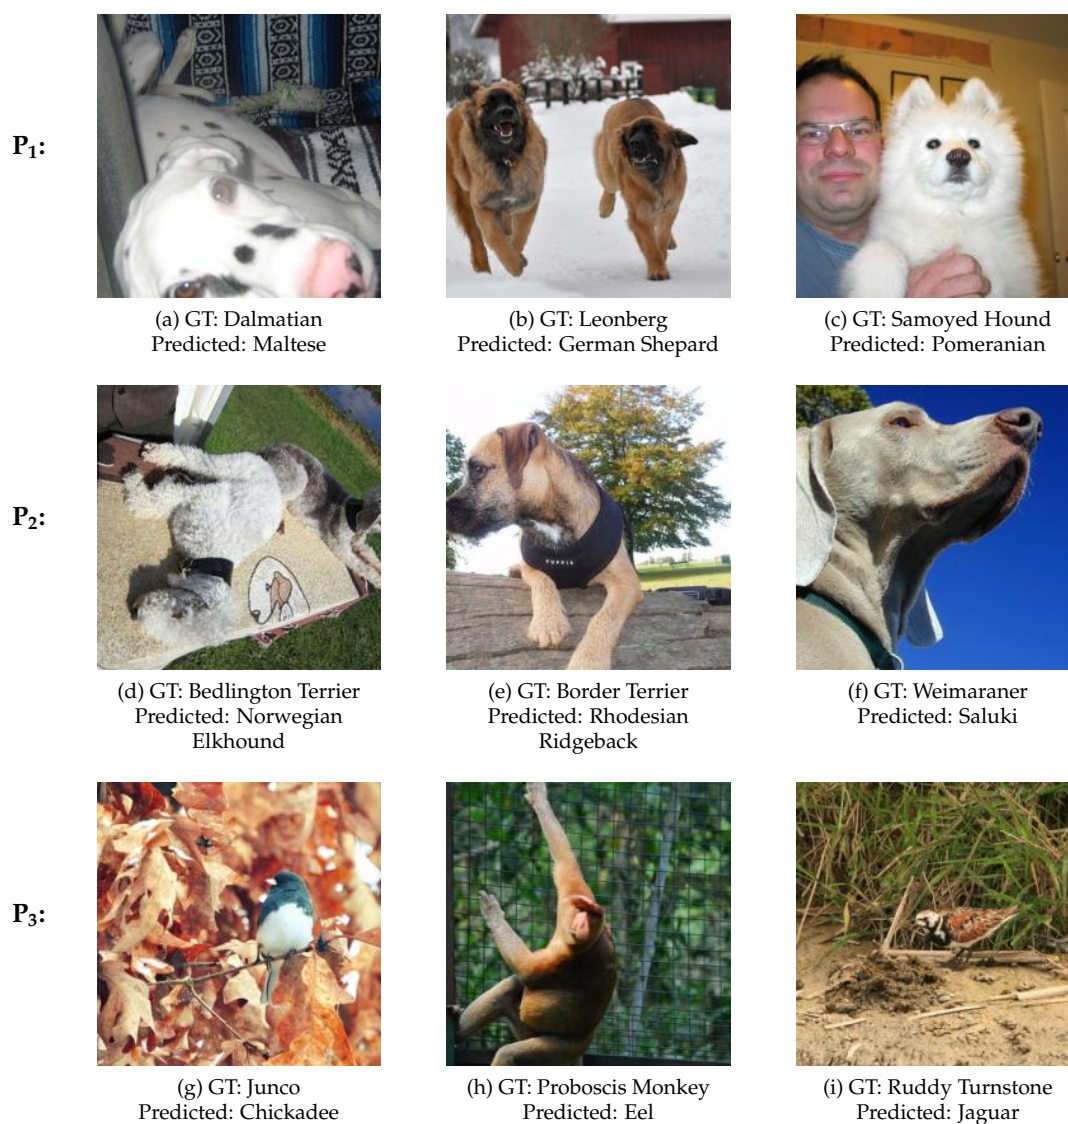 P1:
(a) GT: Dalmatian
Predicted: Maltese
(b) GT: Leonberg
Predicted: German Shepard
(c) GT: Samoyed Hound
Predicted: Pomeranian
P2:
PUPPIA
(d) GT: Bedlington Terrier
Predicted: Norwegian
Elkhound
(e) GT: Border Terrier
Predicted: Rhodesian
Ridgeback
(f) GT: Weimaraner
Predicted: Saluki
P3:
(g) GT: Junco
Predicted: Chickadee
(h) GT: Proboscis Monkey
Predicted: Eel
(i) GT: Ruddy Turnstone
Predicted: Jaguar